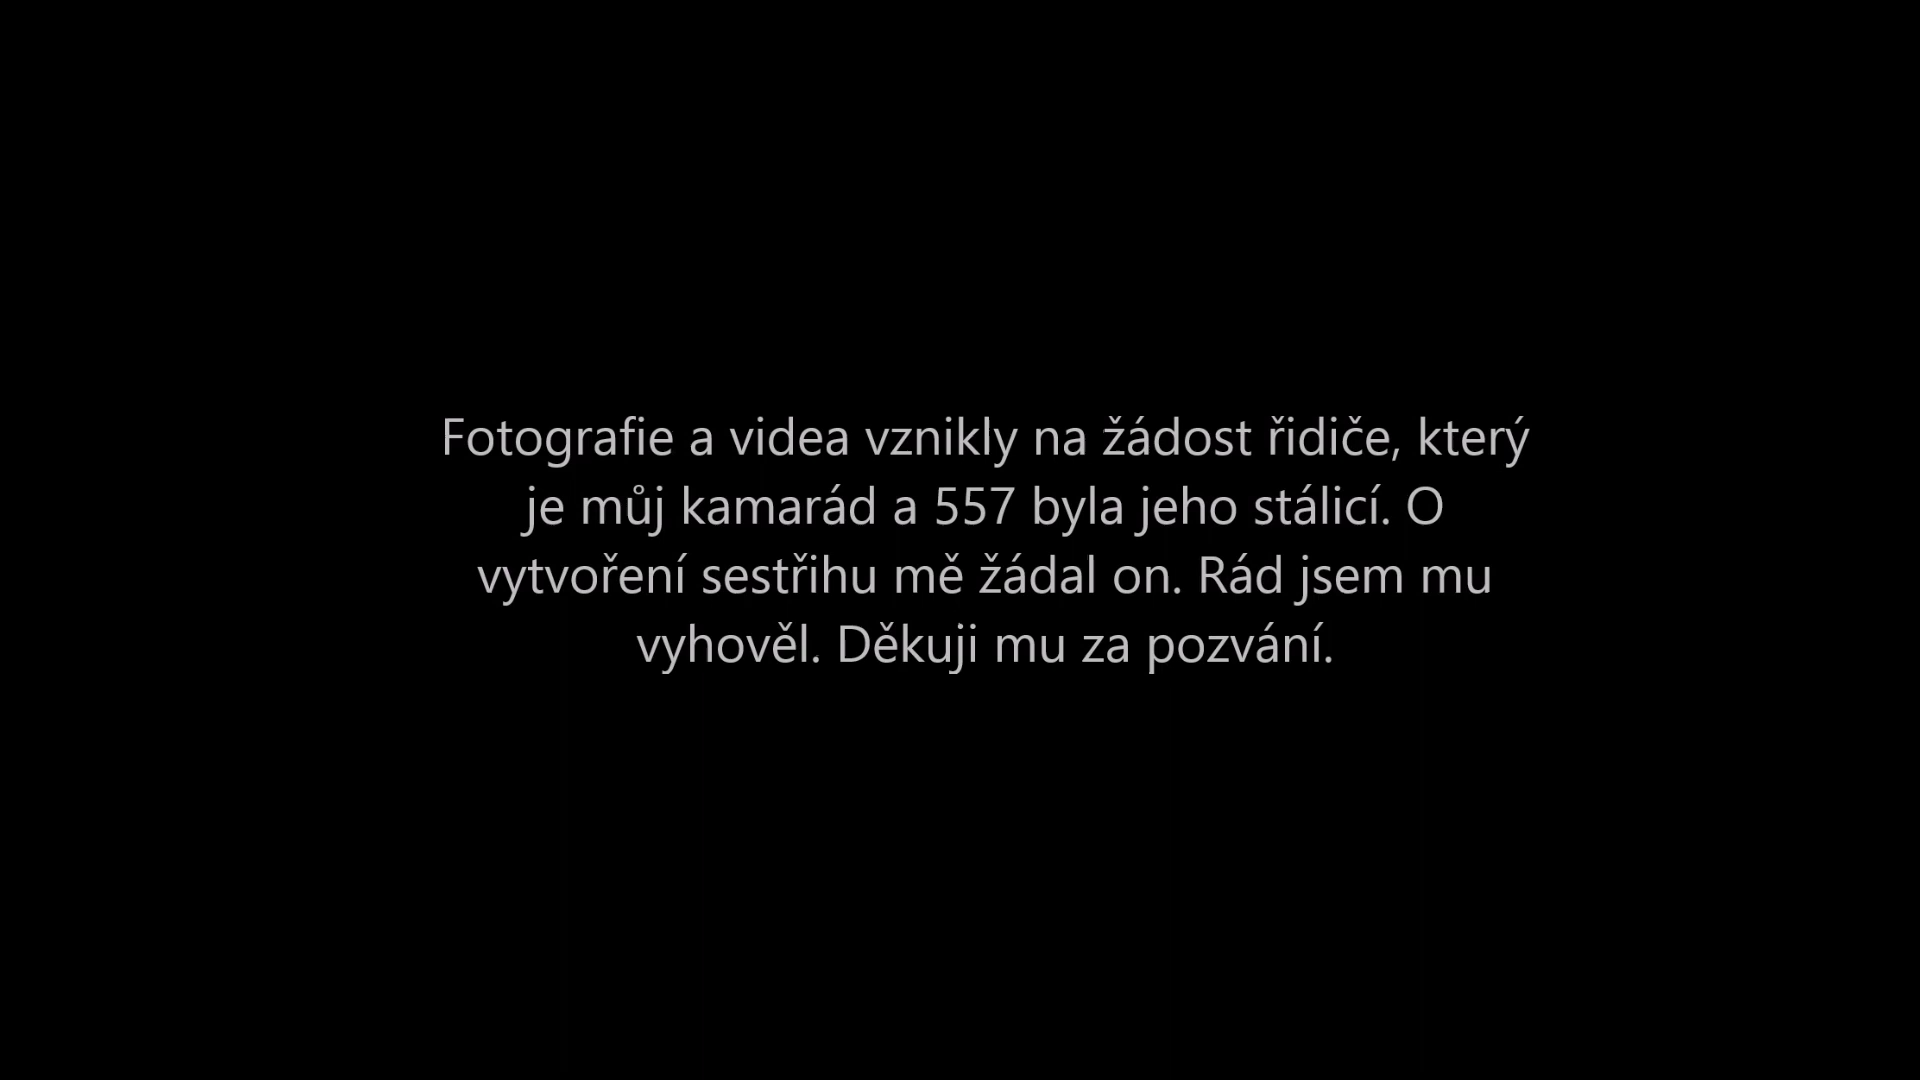 Fotografie a videa vznikly na žádost řidiče, který
je můj kamarád a 557 byla jeho stálicí. O
vytvoření sestřihu mě žádal on. Rád jsem mu
vyhověl. Děkuji mu za pozvání.